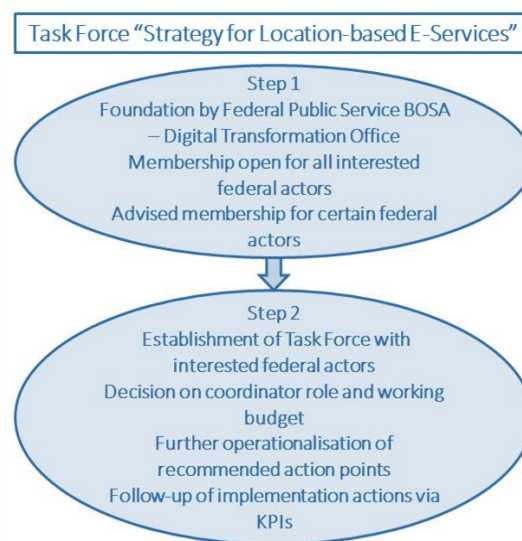 Task Force “Strategy for Location-based E-Services”
Step 1
Foundation by Federal Public Service BOSA
– Digital Transformation Office
Membership open for all interested
federal actors
Advised membership for certain federal
actors
Step 2
Establishment of Task Force with
interested federal actors
Decision on coordinator role and working
budget
Further operationalisation of
recommended action points
Follow-up of implementation actions via
KPIs